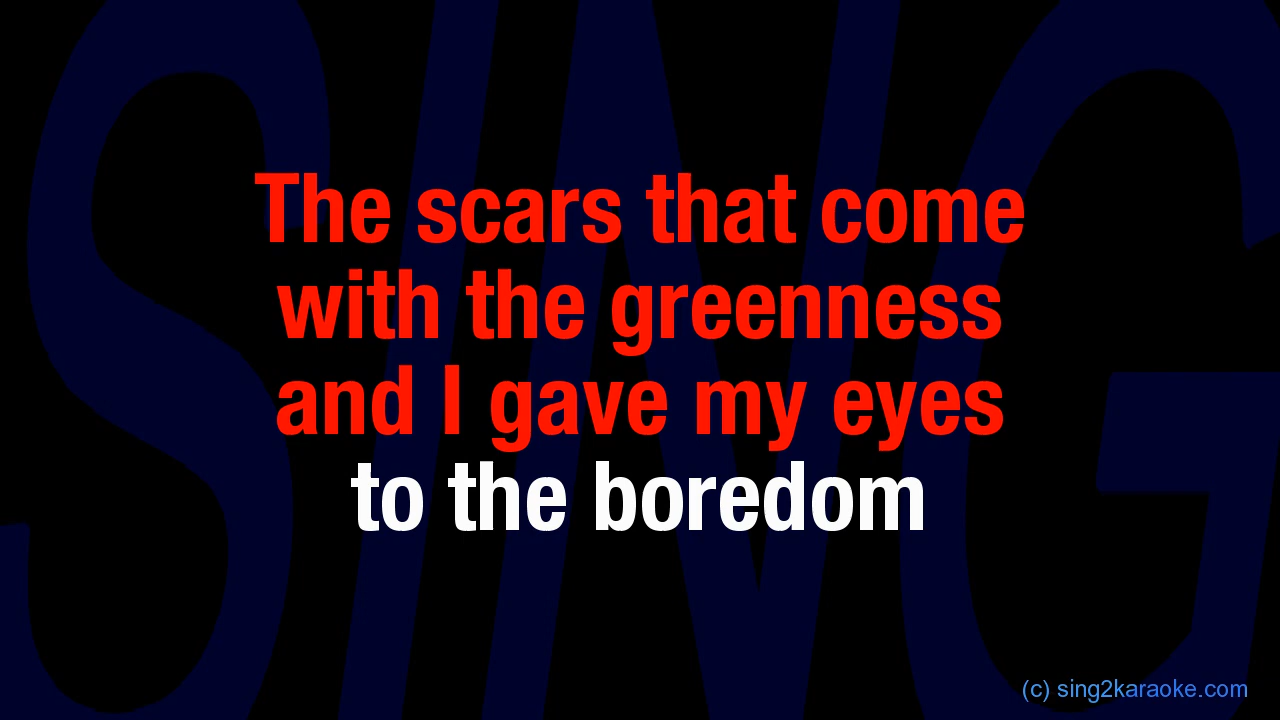 SING
The scars that come
with the greenness
and I gave my eyes
to the boredom
(c) sing2karaoke.com